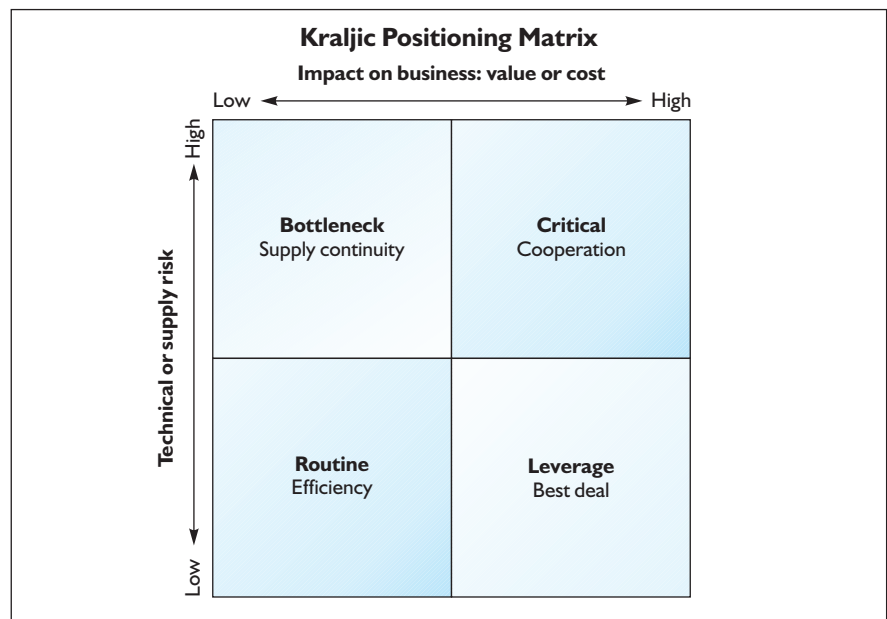 Kraljic Positioning Matrix
Impact on business: value or cost
Low
High
High
Technical or supply risk
Low
Bottleneck
Supply continuity
Critical
Cooperation
Routine
Efficiency
Leverage
Best deal